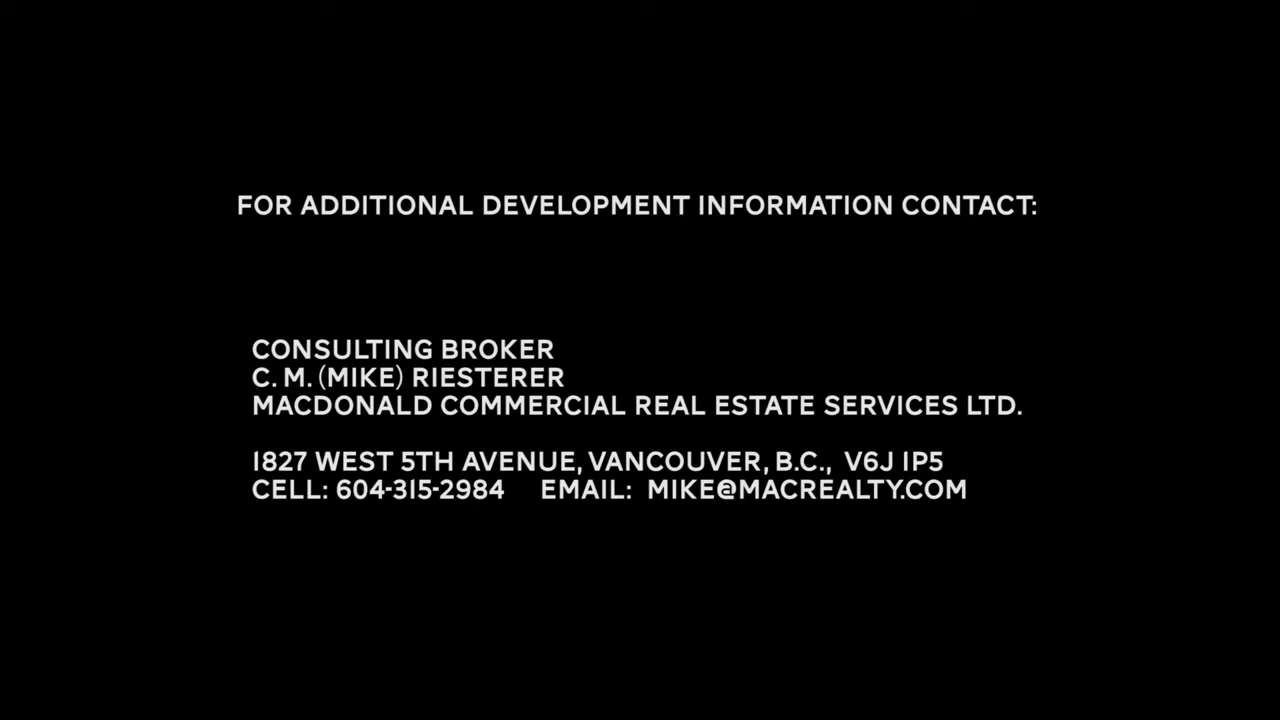 FOR ADDITIONAL DEVELOPMENT INFORMATION CONTACT:
CONSULTING BROKER
C. M. (MIKE) RIESTERER
MACDONALD COMMERCIAL REAL ESTATE SERVICES LTD.
1827 WEST 5TH AVENUE, VANCOUVER, B.C., V6J 1P5
CELL: 604-315-2984 EMAIL: MIKE@MACREALTY.COM